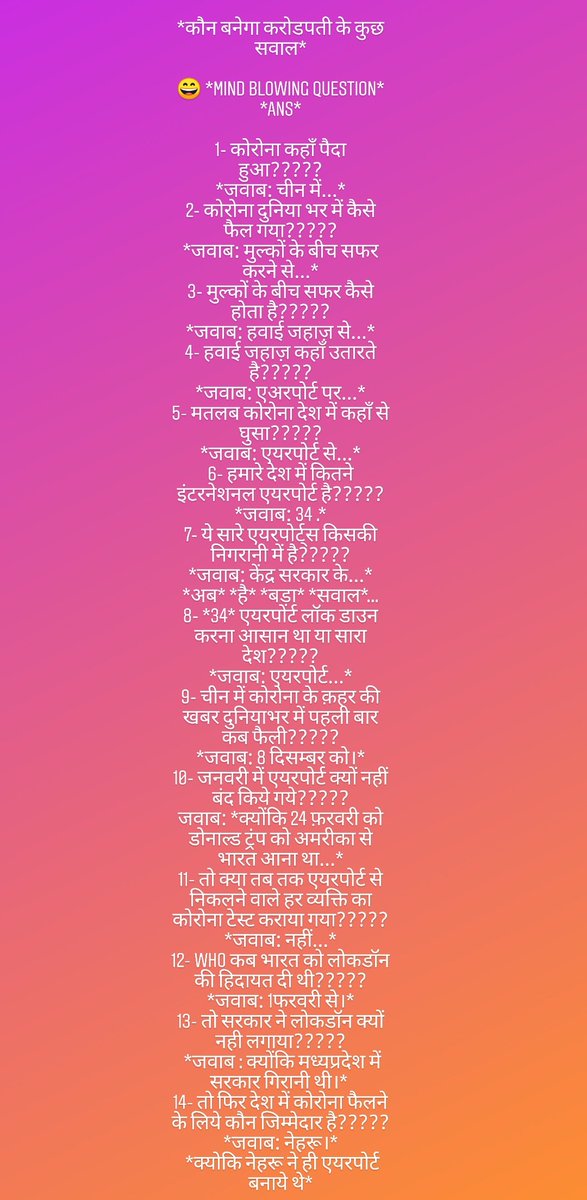 *कौन बनेगा करोडपती के कुछ
सवाल*
😄 *MIND BLOWING QUESTION*
*ANS*
1- कोरोना कहाँ पैदा
हुआ?????
*जवाब: चीन में...*
2- कोरोना दुनिया भर में कैसे
फैल गया?????
*जवाब: मुल्कों के बीच सफर
करने से...*
3- मुल्कों के बीच सफर कैसे
होता है?????
*जवाब: हवाई जहाज़ से...*
4- हवाई जहाज़ कहाँ उतारते
है?????
*जवाब: एअरपोर्ट पर...*
5- मतलब कोरोना देश में कहाँ से
घुसा?????
*जवाब: एयरपोर्ट से...*
6- हमारे देश में कितने
इंटरनेशनल एयरपोर्ट है?????
*जवाब: 34 .*
7- ये सारे एयरपोर्ट्स किसकी
निगरानी में है?????
*जवाब: केंद्र सरकार के...*
*अब* *है* *बड़ा* *सवाल*...
8- *34* एयरपोर्ट लॉक डाउन
करना आसान था या सारा
देश?????
*जवाब: एयरपोर्ट...*
9- चीन में कोरोना के क़हर की
खबर दुनियाभर में पहली बार
कब फैली?????
*जवाब: 8 दिसम्बर को।*
10- जनवरी में एयरपोर्ट क्यों नहीं
बंद किये गये?????
जवाब: *क्योंकि 24 फ़रवरी को
डोनाल्ड ट्रंप को अमरीका से
भारत आना था...*
11- तो क्या तब तक एयरपोर्ट से
निकलने वाले हर व्यक्ति का
कोरोना टेस्ट कराया गया?????
*जवाब: नहीं...*
12- WHO कब भारत को लोकडॉन
की हिदायत दी थी?????
*जवाब: 1फरवरी से।*
13- तो सरकार ने लोकडॉन क्यों
नही लगाया?????
*जवाब : क्योंकि मध्यप्रदेश में
सरकार गिरानी थी।*
14- तो फिर देश में कोरोना फैलने
के लिये कौन जिम्मेदार है?????
*जवाब: नेहरू।*
*क्योकि नेहरू ने ही एयरपोर्ट
बनाये थे*